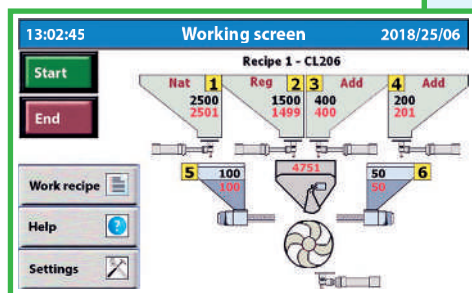 13:02:45 Working screen 2018/25/06
Start
End
Recipe 1 - CL206
Nat 1 Reg 2 3 Add 4 Add
2500 1500 400 200
2501 1499 400 201
5 100 4751 50 6
100 50
Work recipe
Help ?
Settings